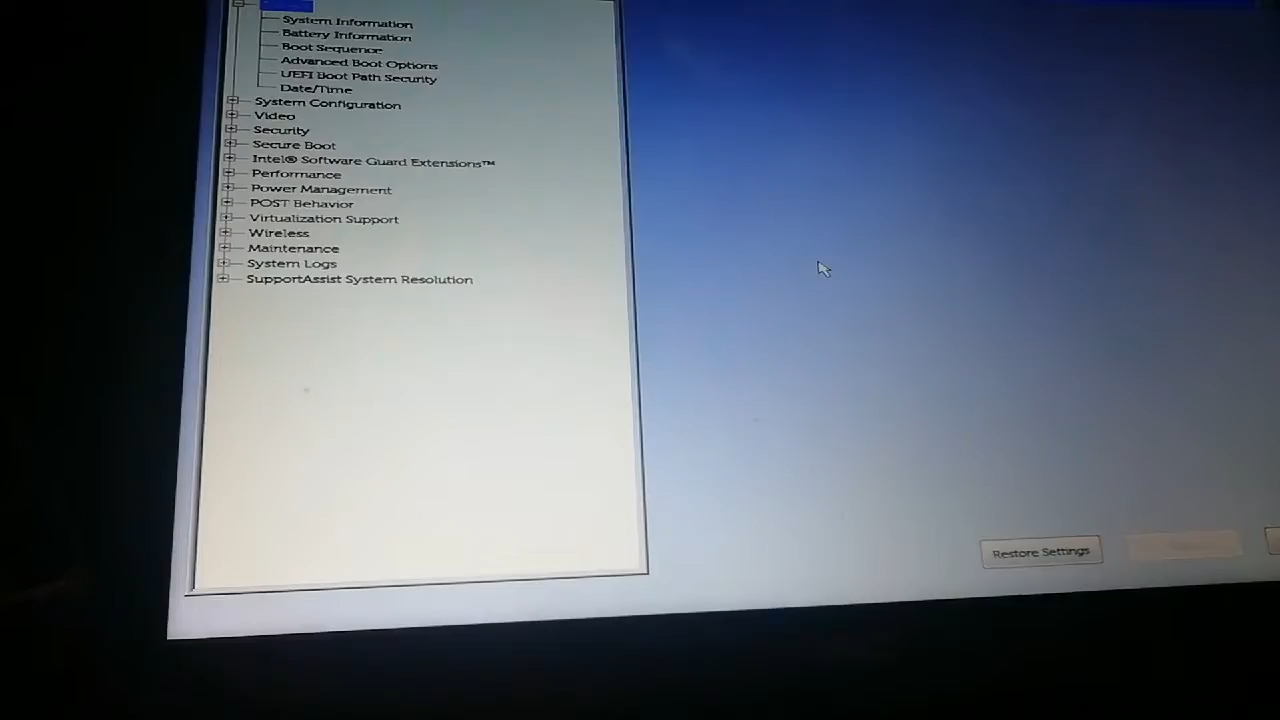 System Information
Battery Information
Boot Sequence
Advanced Boot Options
UEFI Boot Path Security
Date/Time
System Configuration
Video
Security
Secure Boot
Intel® Software Guard Extensions™
Performance
Power Management
POST Behavior
Virtualization Support
Wireless
Maintenance
System Logs
SupportAssist System Resolution
Restore Settings